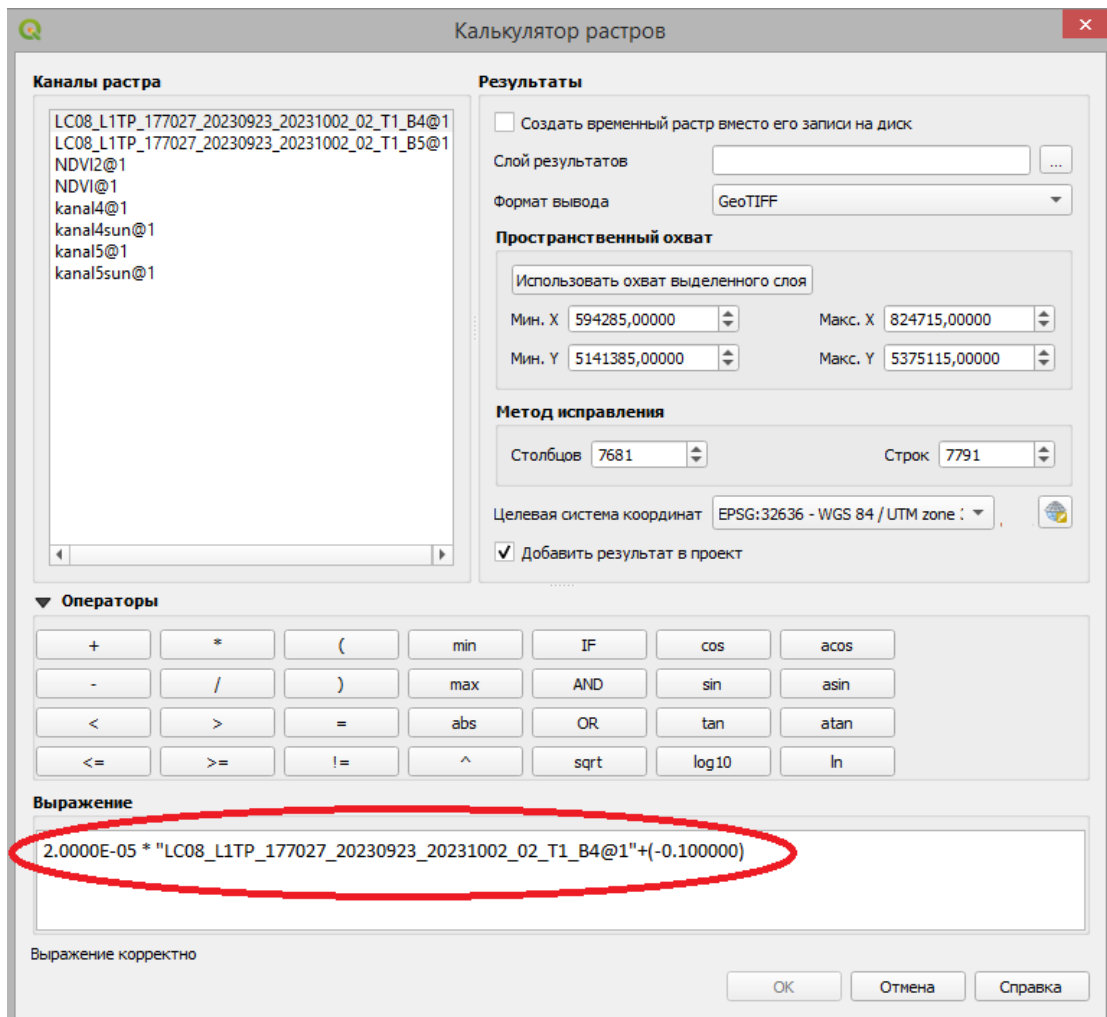 Калькулятор растров
Каналы растра
LC08_L1TP_177027_20230923_20231002_02_T1_B4@1
LC08_L1TP_177027_20230923_20231002_02_T1_B5@1
NDVI2@1
NDVI@1
kanal4@1
kanal4sun@1
kanal5@1
kanal5sun@1
Результаты
Создать временный растр вместо его записи на диск
Слой результатов ...
Формат вывода GeoTIFF
Пространственный охват
Использовать охват выделенного слоя
Мин. X 594285,00000 Макс. X 824715,00000
Мин. Y 5141385,00000 Макс. Y 5375115,00000
Метод исправления
Столбцов 7681 Строк 7791
Целевая система координат EPSG:32636 - WGS 84 / UTM zone
Добавить результат в проект
Операторы
+ * ( min IF cos acos
- / ) max AND sin asin
< > = abs OR tan atan
<= >= != ^ sqrt log10 ln
Выражение
2.0000E-05 * "LC08_L1TP_177027_20230923_20231002_02_T1_B4@1"+(-0.100000)
Выражение корректно
OK Отмена Справка